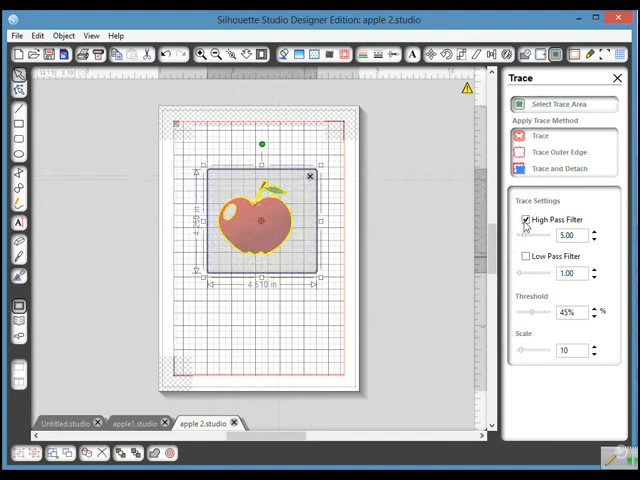 Silhouette Studio Designer Edition: apple 2.studio
File Edit Object View Help
Trace
Select Trace Area
Apply Trace Method
Trace
Trace Outer Edge
Trace and Detach
Trace Settings
High Pass Filter
5.00
Low Pass Filter
1.00
Threshold
45% %
Scale
10
4.510 in
Untitled.studio apple1.studio apple 2.studio